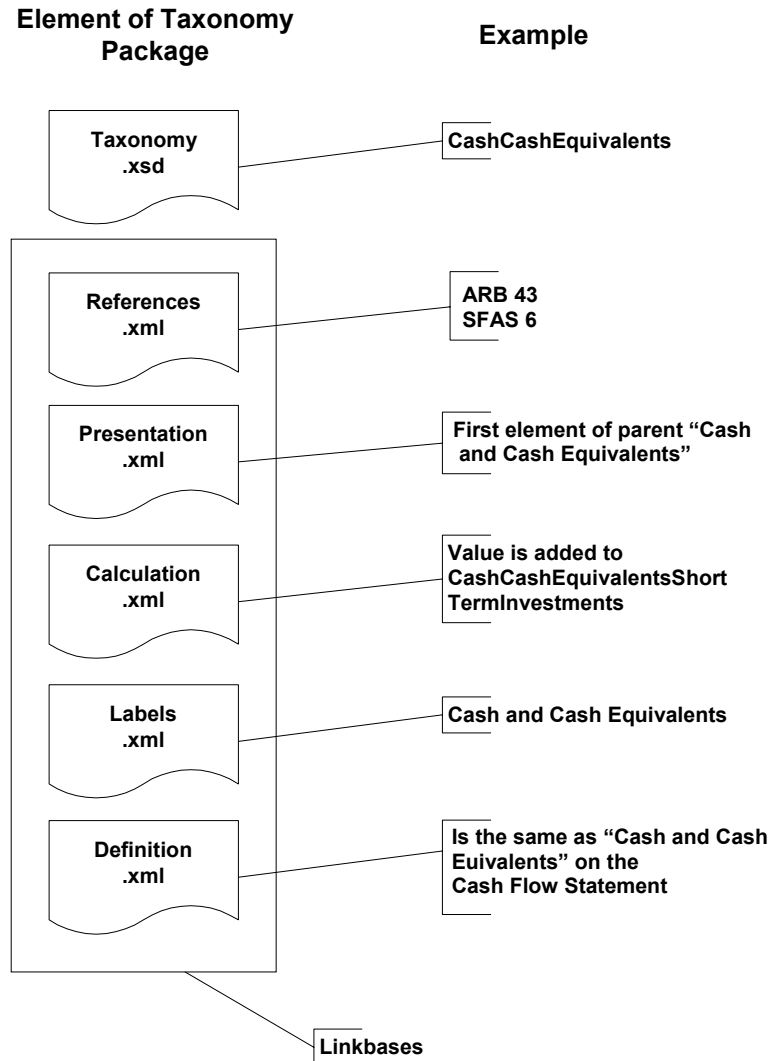 Element of Taxonomy
Package
Example
Taxonomy
.xsd
CashCashEquivalents
References
.xml
ARB 43
SFAS 6
Presentation
.xml
First element of parent “Cash
and Cash Equivalents”
Calculation
.xml
Value is added to
CashCashEquivalentsShort
TermInvestments
Labels
.xml
Cash and Cash Equivalents
Definition
.xml
Is the same as “Cash and Cash
Euivalents” on the
Cash Flow Statement
Linkbases